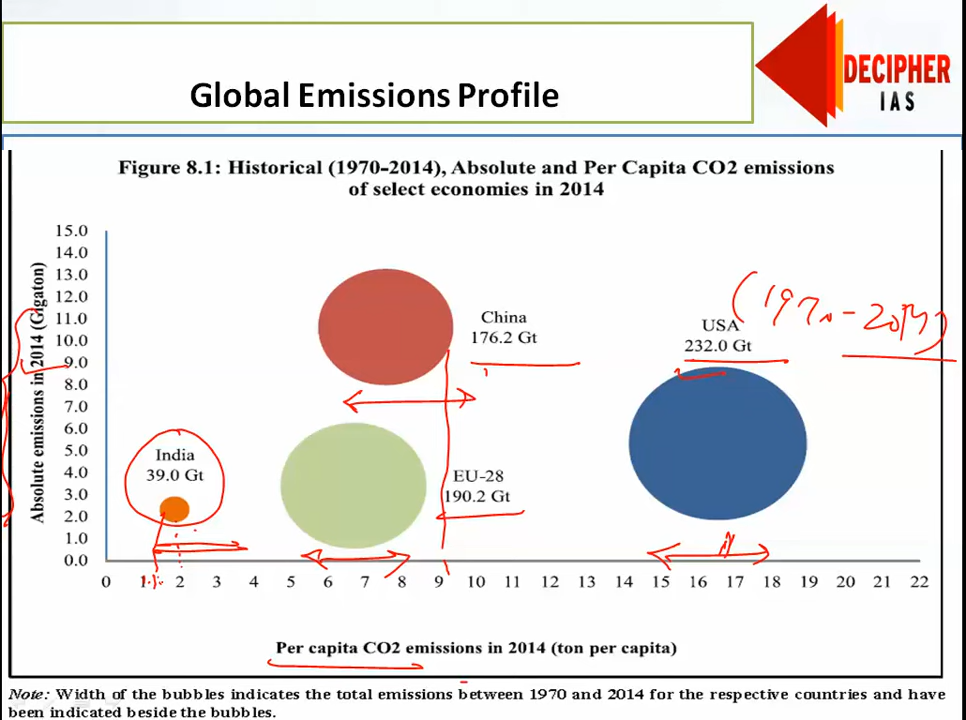 DECIPHER
IAS
Global Emissions Profile
Figure 8.1: Historical (1970-2014), Absolute and Per Capita CO2 emissions
of select economies in 2014
Absolute emissions in 2014 (Gigaton)
15.0
14.0
13.0
12.0
11.0
10.0
9.0
8.0
7.0
6.0
5.0
4.0
3.0
2.0
1.0
0.0
China
176.2 Gt
USA
232.0 Gt
India
39.0 Gt
EU-28
190.2 Gt
0 1 2 3 4 5 6 7 8 9 10 11 12 13 14 15 16 17 18 19 20 21 22
Per capita CO2 emissions in 2014 (ton per capita)
Note: Width of the bubbles indicates the total emissions between 1970 and 2014 for the respective countries and have
been indicated beside the bubbles.